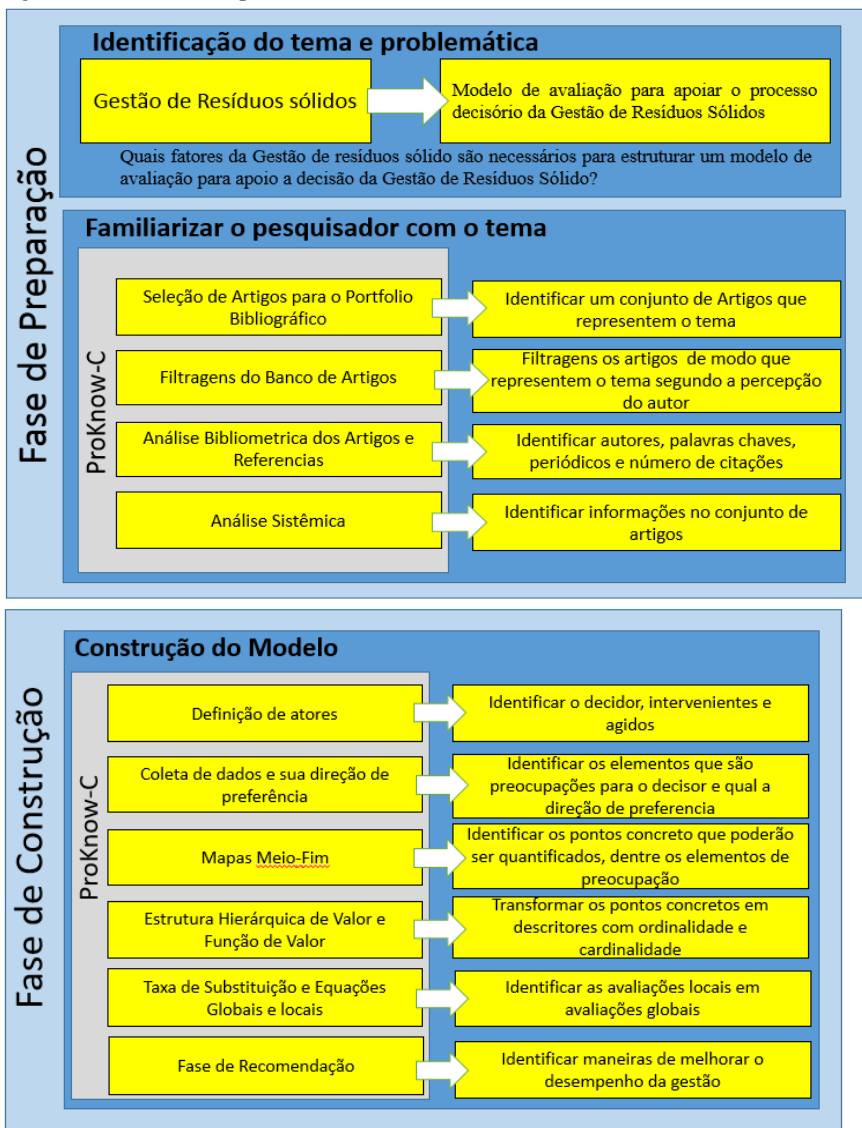 Fase de Preparação
Identificação do tema e problemática
Gestão de Resíduos sólidos
Modelo de avaliação para apoiar o processo
decisório da Gestão de Resíduos Sólidos
Quais fatores da Gestão de resíduos sólido são necessários para estruturar um modelo de
avaliação para apoio a decisão da Gestão de Resíduos Sólido?
Familiarizar o pesquisador com o tema
ProKnow-C
Seleção de Artigos para o Portfolio
Bibliográfico
Identificar um conjunto de Artigos que
representem o tema
Filtragens do Banco de Artigos
Filtragens os artigos de modo que
representem o tema segundo a percepção
do autor
Análise Bibliometrica dos Artigos e
Referencias
Identificar autores, palavras chaves,
periódicos e número de citações
Análise Sistêmica
Identificar informações no conjunto de
artigos
Fase de Construção
Construção do Modelo
ProKnow-C
Definição de atores
Identificar o decidor, intervenientes e
agidos
Coleta de dados e sua direção de
preferência
Identificar os elementos que são
preocupações para o decisor e qual a
direção de preferencia
Mapas Meio-Fim
Identificar os pontos concreto que poderão
ser quantificados, dentre os elementos de
preocupação
Estrutura Hierárquica de Valor e
Função de Valor
Transformar os pontos concretos em
descritores com ordinalidade e
cardinalidade
Taxa de Substituição e Equações
Globais e locais
Identificar as avaliações locais em
avaliações globais
Fase de Recomendação
Identificar maneiras de melhorar o
desempenho da gestão